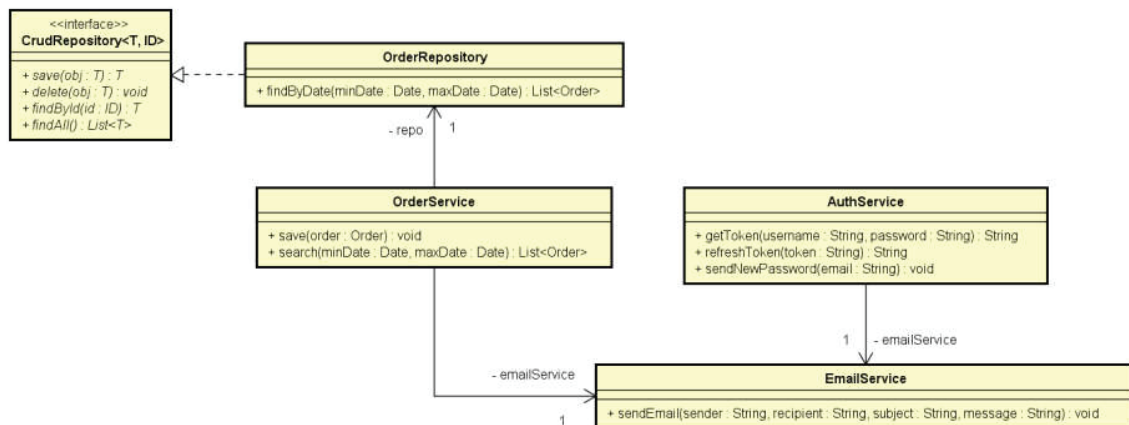 <<interface>>
CrudRepository<T, ID>
+ save(obj : T) : T
+ delete(obj : T) : void
+ findById(id : ID) : T
+ findAll() : List<T>
OrderRepository
+ findByDate(minDate : Date, maxDate : Date) : List<Order>
- repo
1
OrderService
+ save(order : Order) : void
+ search(minDate : Date, maxDate : Date) : List<Order>
AuthService
+ getToken(username : String, password : String) : String
+ refreshToken(token : String) : String
+ sendNewPassword(email : String) : void
1
- emailService
- emailService
1
EmailService
+ sendEmail(sender : String, recipient : String, subject : String, message : String) : void